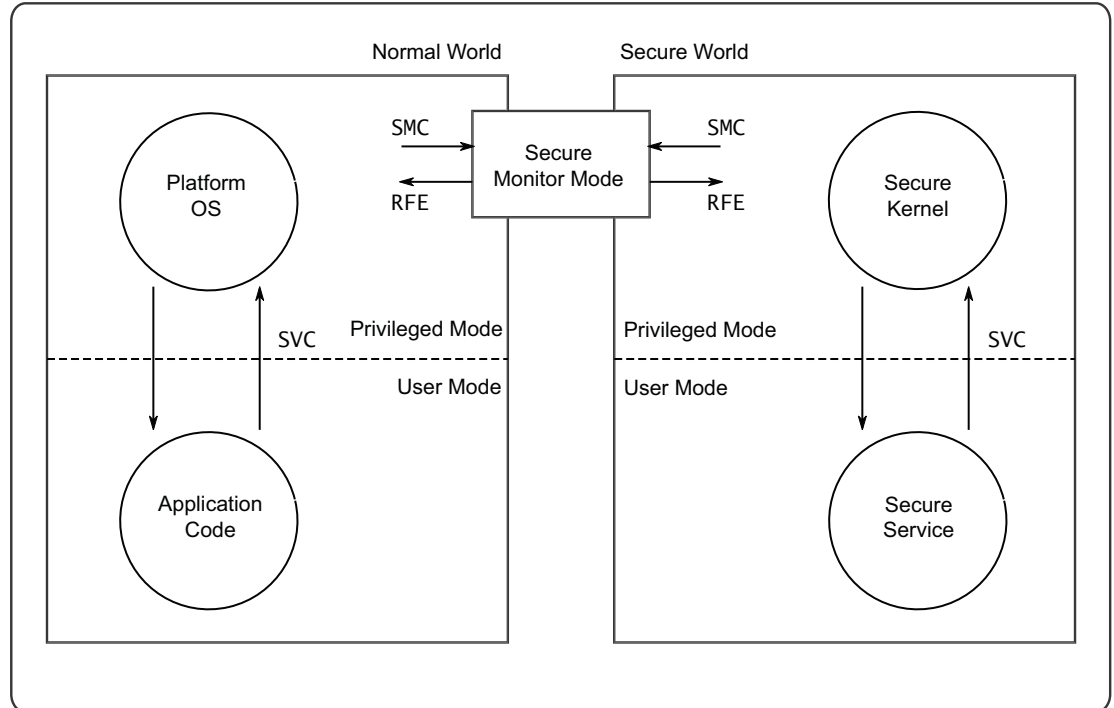 Normal World
Secure World
SMC
SMC
Secure
Monitor Mode
RFE
RFE
Platform
OS
Secure
Kernel
Privileged Mode
Privileged Mode
SVC
SVC
User Mode
User Mode
Application
Code
Secure
Service